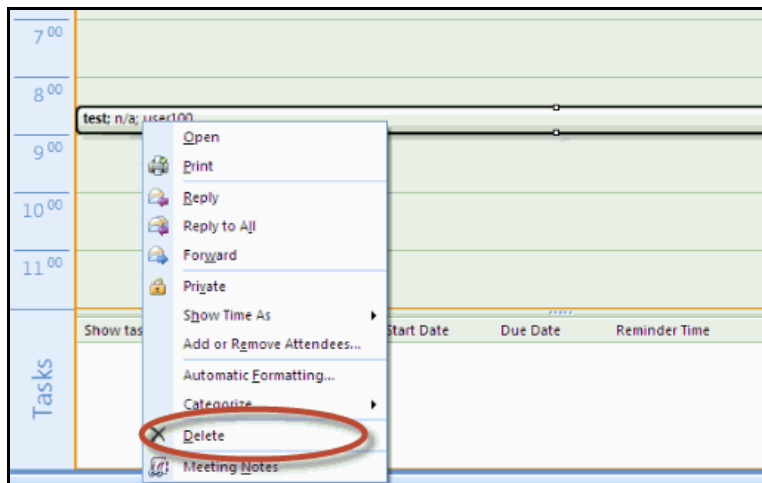 7 00
8 00
test; n/a; user100
9 00
10 00
11 00
Open
Print
Reply
Reply to All
Forward
Private
Show Time As
Add or Remove Attendees...
Automatic Formatting...
Categorize
Delete
Meeting Notes
Show tas
Start Date Due Date Reminder Time
Tasks